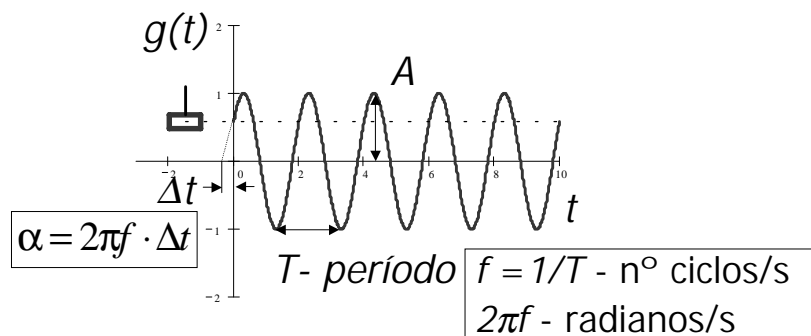 g(t)
2
1
A
-2
0
2
4
6
8
10
Δt
t
α = 2πf · Δt
-1
T- período
f = 1/T - nº ciclos/s
2πf - radianos/s
-2